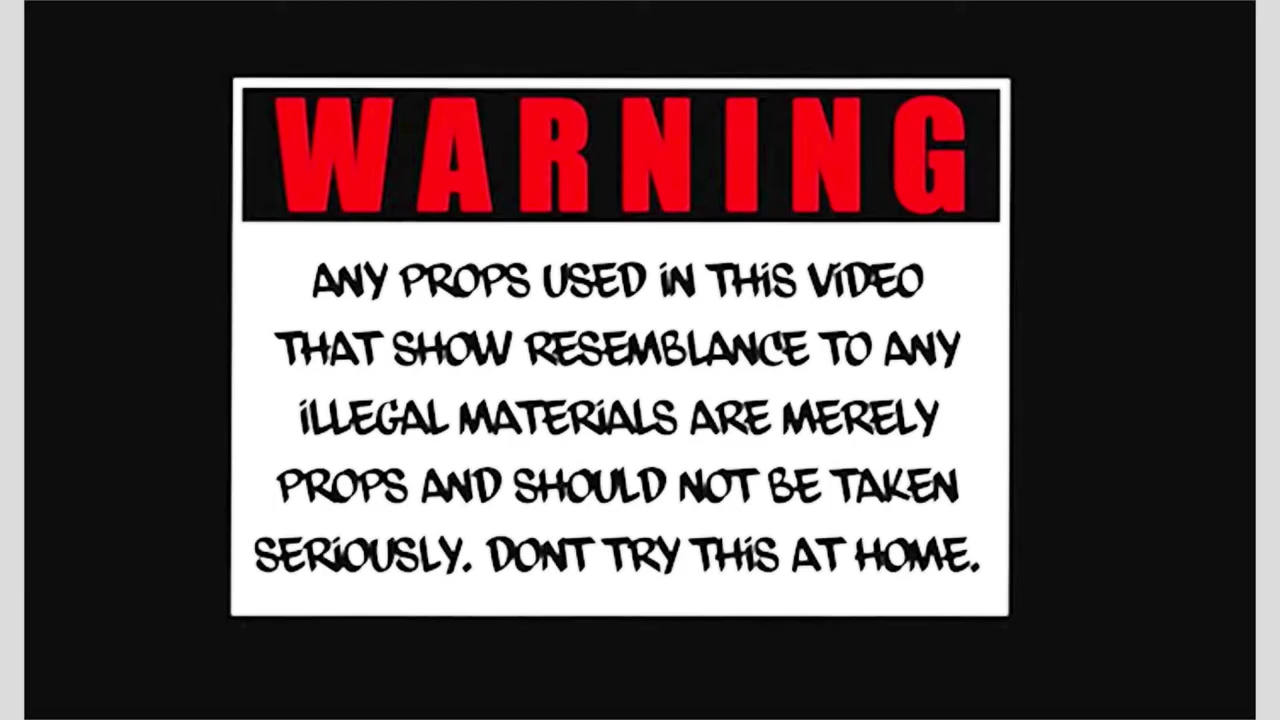 WARNING
ANY PROPS USED iN THiS ViDEO
THAT SHOW RESEMBLANCE TO ANY
iLLEGAL MATERiALS ARE MERELY
PROPS AND SHOULD NOT BE TAKEN
SERiOUSLY. DONT TRY THiS AT HOME.